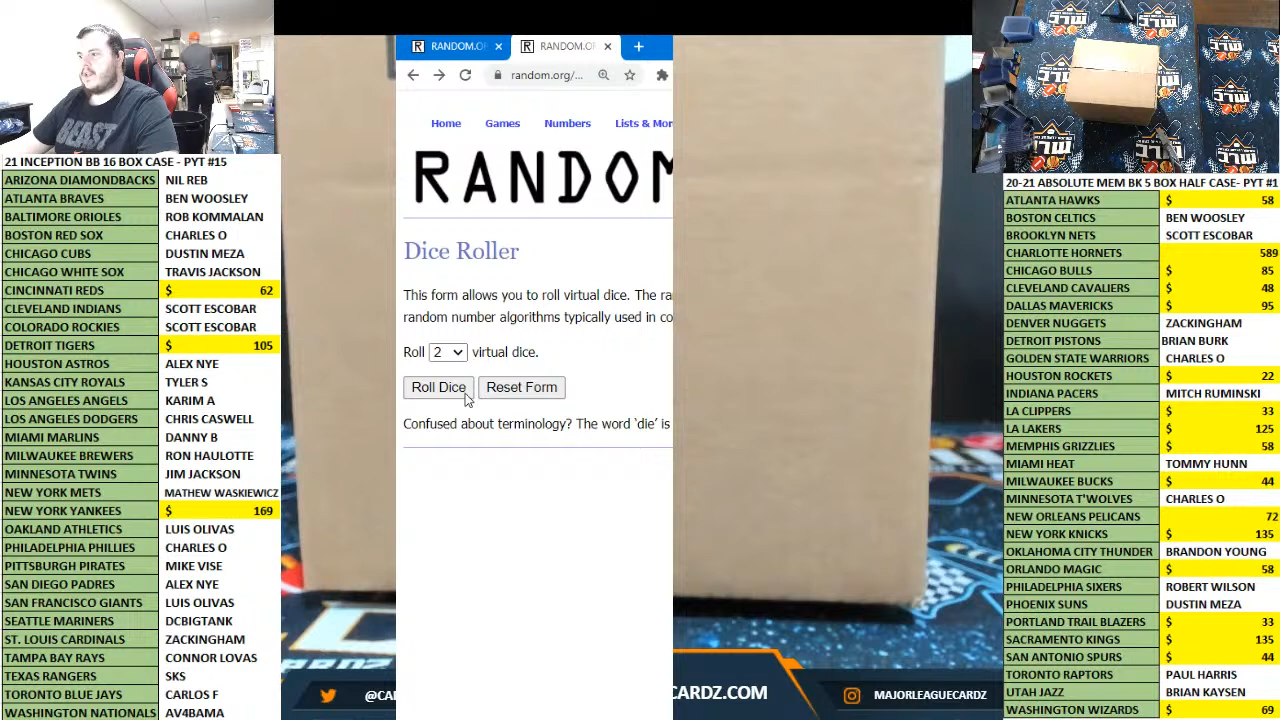 BEAST
21 INCEPTION BB 16 BOX CASE - PYT #15
ARIZONA DIAMONDBACKS NIL REB
ATLANTA BRAVES BEN WOOSLEY
BALTIMORE ORIOLES ROB KOMMALAN
BOSTON RED SOX CHARLES O
CHICAGO CUBS DUSTIN MEZA
CHICAGO WHITE SOX TRAVIS JACKSON
CINCINNATI REDS $ 62
CLEVELAND INDIANS SCOTT ESCOBAR
COLORADO ROCKIES SCOTT ESCOBAR
DETROIT TIGERS $ 105
HOUSTON ASTROS ALEX NYE
KANSAS CITY ROYALS TYLER S
LOS ANGELES ANGELS KARIM A
LOS ANGELES DODGERS CHRIS CASWELL
MIAMI MARLINS DANNY B
MILWAUKEE BREWERS RON HAULOTTE
MINNESOTA TWINS JIM JACKSON
NEW YORK METS MATHEW WASKIEWICZ
NEW YORK YANKEES $ 169
OAKLAND ATHLETICS LUIS OLIVAS
PHILADELPHIA PHILLIES CHARLES O
PITTSBURGH PIRATES MIKE VISE
SAN DIEGO PADRES ALEX NYE
SAN FRANCISCO GIANTS LUIS OLIVAS
SEATTLE MARINERS DCBIGTANK
ST. LOUIS CARDINALS ZACKINGHAM
TAMPA BAY RAYS CONNOR LOVAS
TEXAS RANGERS SKS
TORONTO BLUE JAYS CARLOS F
WASHINGTON NATIONALS AV4BAMA
RANDOM.O
RANDOM.O
random.org/...
Home Games Numbers Lists & Mor
RANDOM
Dice Roller
This form allows you to roll virtual dice. The ra
random number algorithms typically used in co
Roll 2 virtual dice.
Roll Dice Reset Form
Confused about terminology? The word ‘die’ is
@CA
CARDZ.COM
MAJORLEAGUECARDZ
20-21 ABSOLUTE MEM BK 5 BOX HALF CASE- PYT #1
ATLANTA HAWKS $ 58
BOSTON CELTICS BEN WOOSLEY
BROOKLYN NETS SCOTT ESCOBAR
CHARLOTTE HORNETS 589
CHICAGO BULLS $ 85
CLEVELAND CAVALIERS $ 48
DALLAS MAVERICKS $ 95
DENVER NUGGETS ZACKINGHAM
DETROIT PISTONS BRIAN BURK
GOLDEN STATE WARRIORS CHARLES O
HOUSTON ROCKETS $ 22
INDIANA PACERS MITCH RUMINSKI
LA CLIPPERS $ 33
LA LAKERS $ 125
MEMPHIS GRIZZLIES $ 58
MIAMI HEAT TOMMY HUNN
MILWAUKEE BUCKS $ 44
MINNESOTA T'WOLVES CHARLES O
NEW ORLEANS PELICANS 72
NEW YORK KNICKS $ 135
OKLAHOMA CITY THUNDER BRANDON YOUNG
ORLANDO MAGIC $ 58
PHILADELPHIA SIXERS ROBERT WILSON
PHOENIX SUNS DUSTIN MEZA
PORTLAND TRAIL BLAZERS $ 33
SACRAMENTO KINGS $ 135
SAN ANTONIO SPURS $ 44
TORONTO RAPTORS PAUL HARRIS
UTAH JAZZ BRIAN KAYSEN
WASHINGTON WIZARDS $ 69